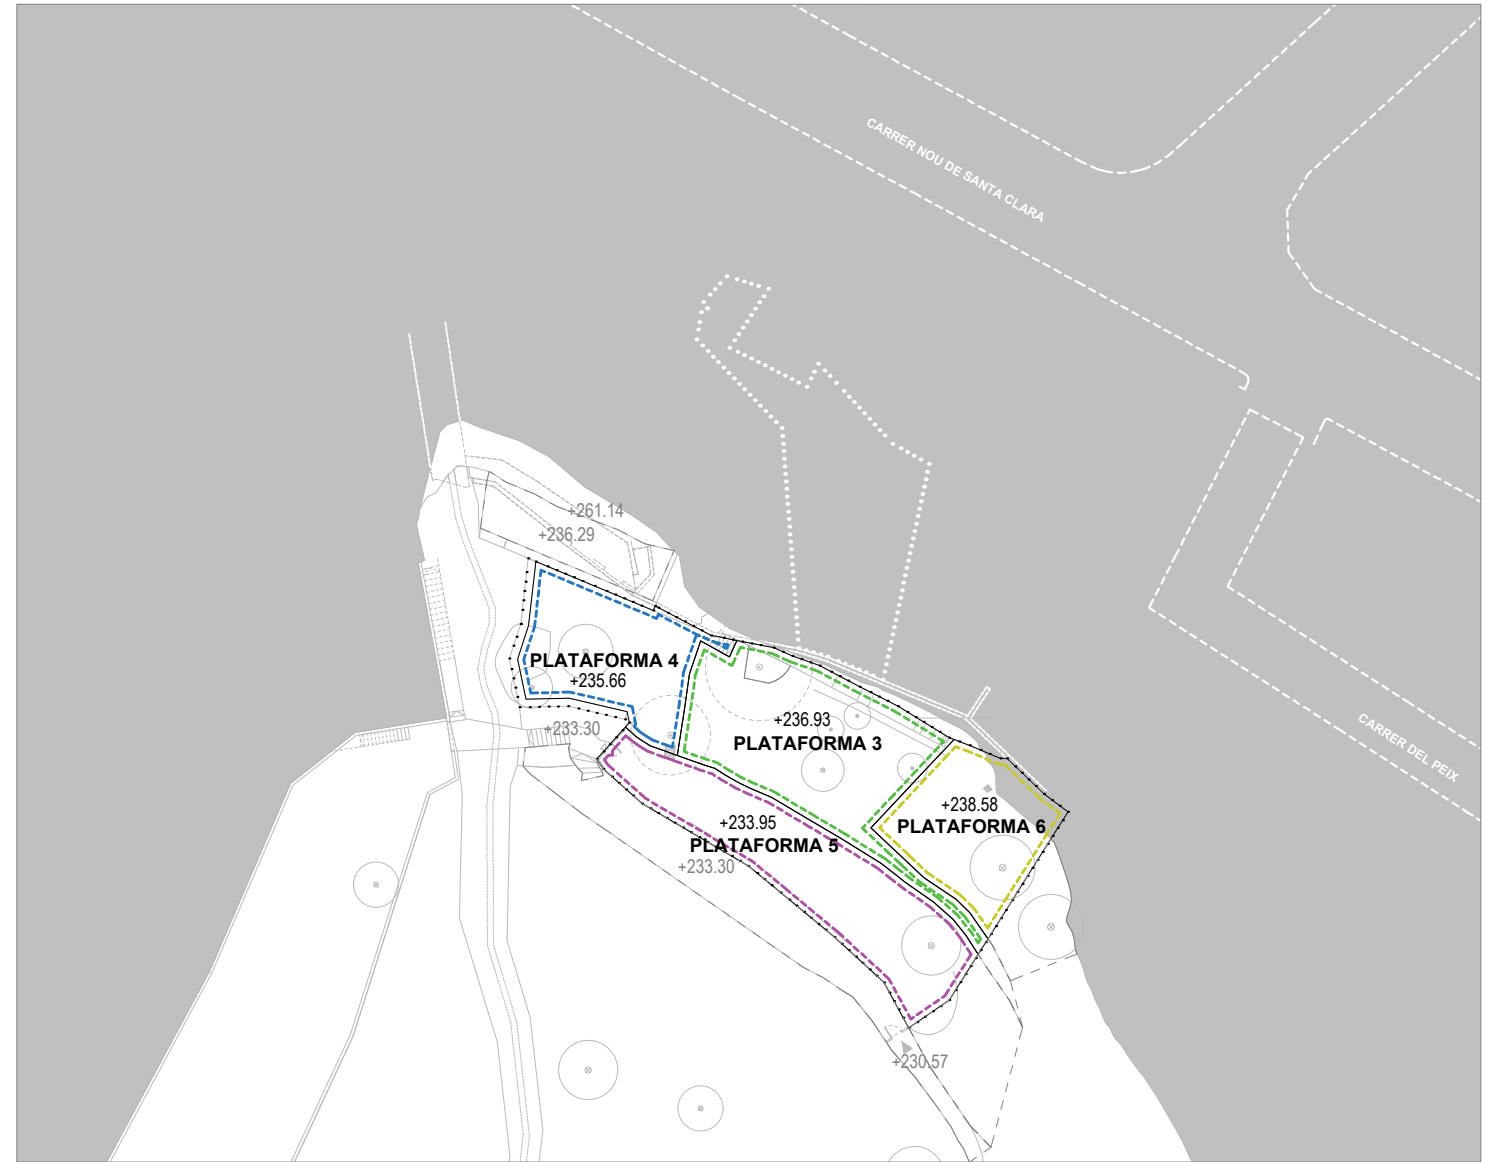 CARRER NOU DE SANTA CLARA
+261.14
+236.29
PLATAFORMA 4
+235.66
+233.30
+236.93
PLATAFORMA 3
CARRER DEL PEIX
+238.58
PLATAFORMA 6
+233.95
PLATAFORMA 5
+233.30
+230.57